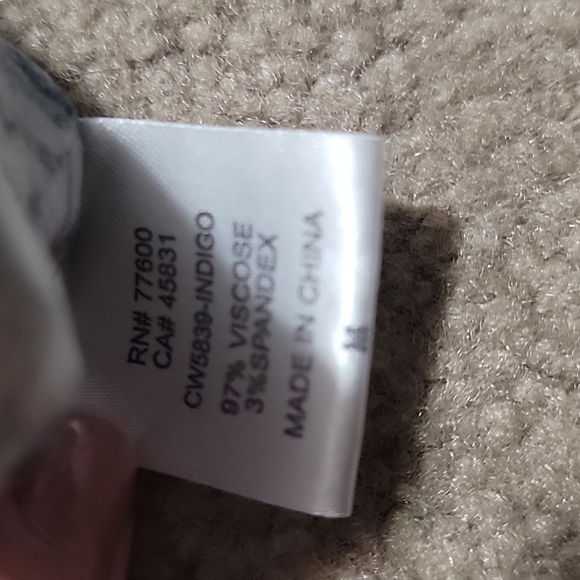 RN# 77600
CA# 45831
CW5839-INDIGO
97% VISCOSE
3%SPANDEX
MADE IN CHINA